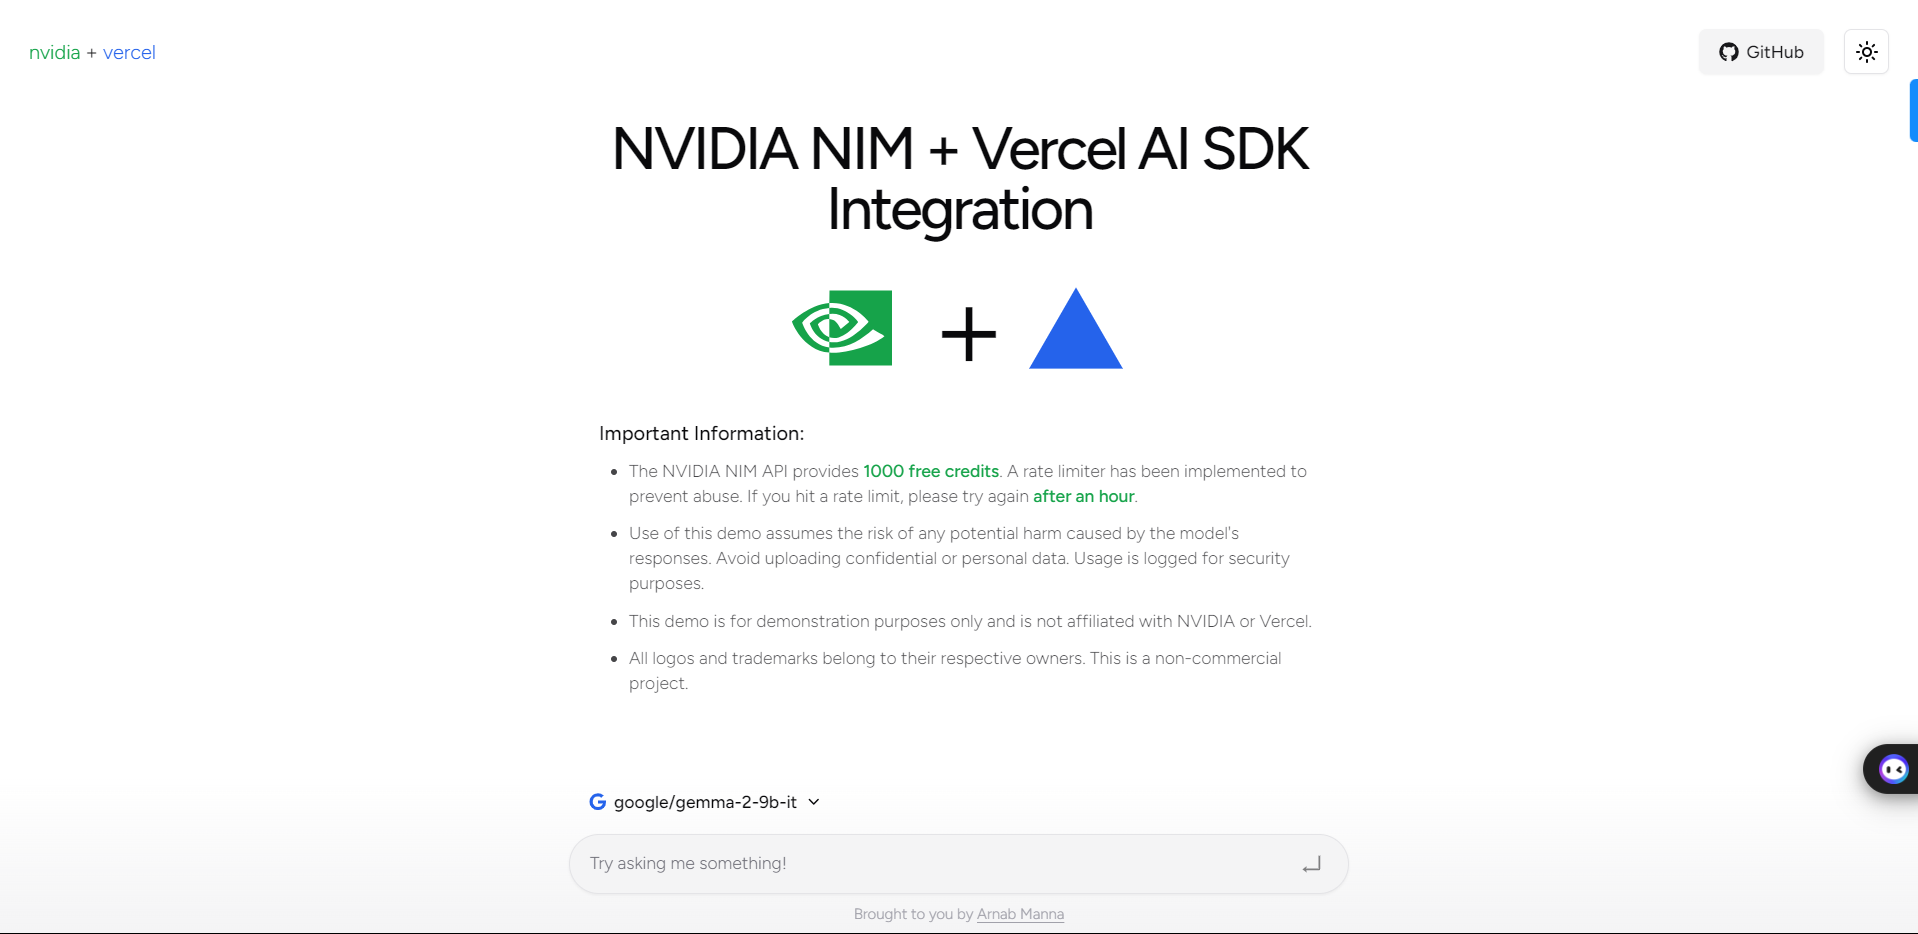 nvidia + vercel
GitHub
NVIDIA NIM + Vercel AI SDK
Integration
Important Information:
The NVIDIA NIM API provides 1000 free credits. A rate limiter has been implemented to
prevent abuse. If you hit a rate limit, please try again after an hour.
Use of this demo assumes the risk of any potential harm caused by the model's
responses. Avoid uploading confidential or personal data. Usage is logged for security
purposes.
This demo is for demonstration purposes only and is not affiliated with NVIDIA or Vercel.
All logos and trademarks belong to their respective owners. This is a non-commercial
project.
google/gemma-2-9b-it
Try asking me something!
Brought to you by Arnab Manna